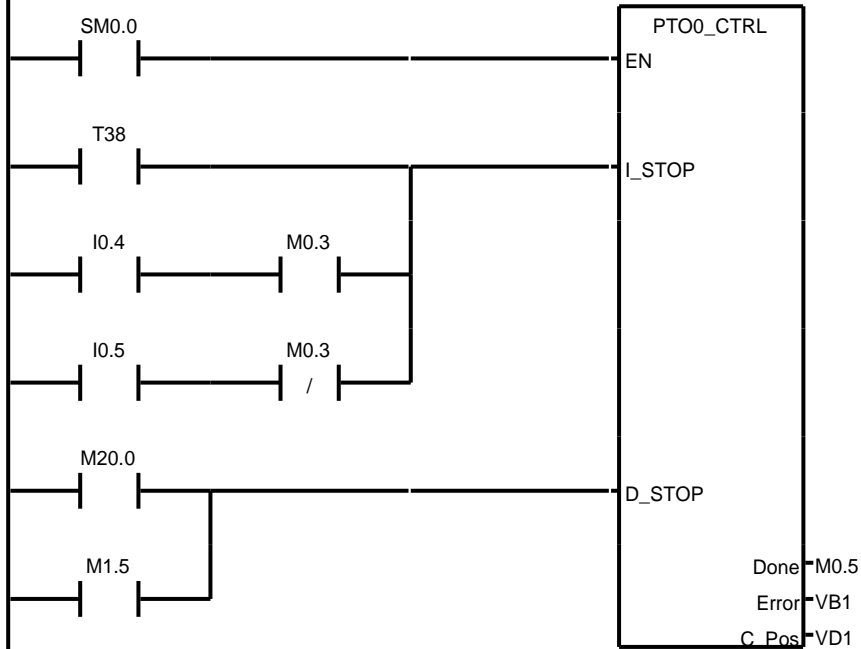 SM0.0
PTO0_CTRL
EN
T38
I_STOP
I0.4 M0.3
I0.5 M0.3
/
M20.0
D_STOP
M1.5
Done M0.5
Error VB1
C_Pos VD1